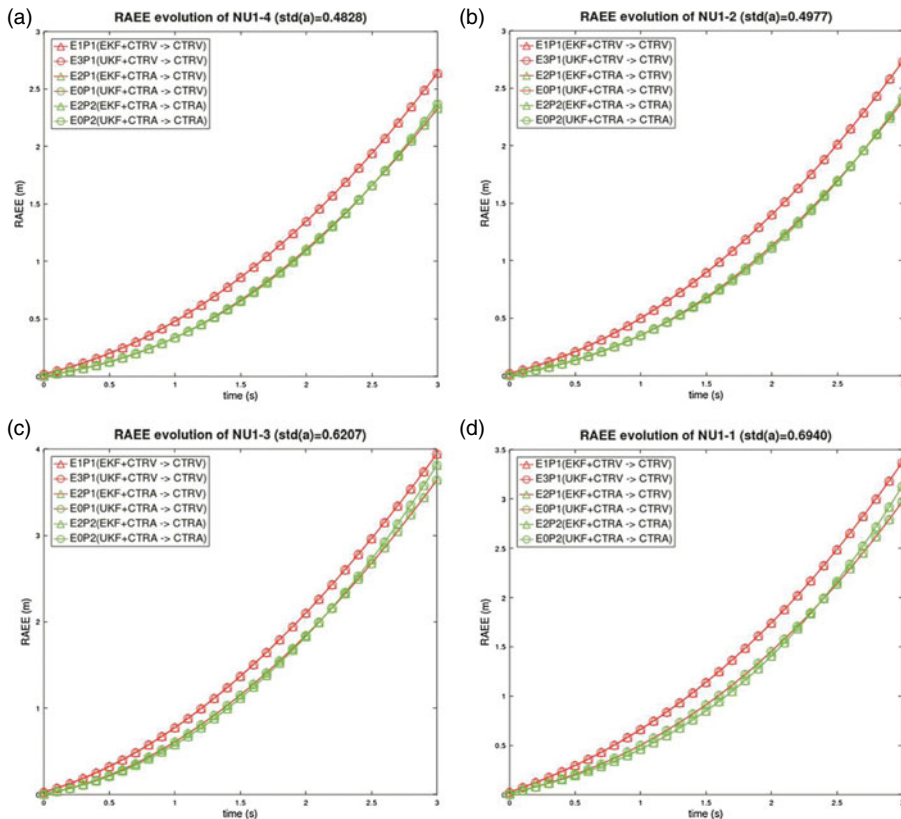 (a)
RAEE evolution of NU1-4 (std(a)=0.4828)
E1P1(EKF+CTRV -> CTRV)
E3P1(UKF+CTRV -> CTRV)
E2P1(EKF+CTRA -> CTRV)
E0P1(UKF+CTRA -> CTRV)
E2P2(EKF+CTRA -> CTRA)
E0P2(UKF+CTRA -> CTRA)
3
2.5
2
1.5
1
0.5
0
RAEE (m)
0 0.5 1 1.5 2 2.5 3
time (s)
(b)
RAEE evolution of NU1-2 (std(a)=0.4977)
E1P1(EKF+CTRV -> CTRV)
E3P1(UKF+CTRV -> CTRV)
E2P1(EKF+CTRA -> CTRV)
E0P1(UKF+CTRA -> CTRV)
E2P2(EKF+CTRA -> CTRA)
E0P2(UKF+CTRA -> CTRA)
3
2.5
2
1.5
1
0.5
0
RAEE (m)
0 0.5 1 1.5 2 2.5 3
time (s)
(c)
RAEE evolution of NU1-3 (std(a)=0.6207)
E1P1(EKF+CTRV -> CTRV)
E3P1(UKF+CTRV -> CTRV)
E2P1(EKF+CTRA -> CTRV)
E0P1(UKF+CTRA -> CTRV)
E2P2(EKF+CTRA -> CTRA)
E0P2(UKF+CTRA -> CTRA)
4
3
2
1
0
RAEE (m)
0 0.5 1 1.5 2 2.5 3
time (s)
(d)
RAEE evolution of NU1-1 (std(a)=0.6940)
E1P1(EKF+CTRV -> CTRV)
E3P1(UKF+CTRV -> CTRV)
E2P1(EKF+CTRA -> CTRV)
E0P1(UKF+CTRA -> CTRV)
E2P2(EKF+CTRA -> CTRA)
E0P2(UKF+CTRA -> CTRA)
3.5
3
2.5
2
1.5
1
0.5
0
RAEE (m)
0 0.5 1 1.5 2 2.5 3
time (s)